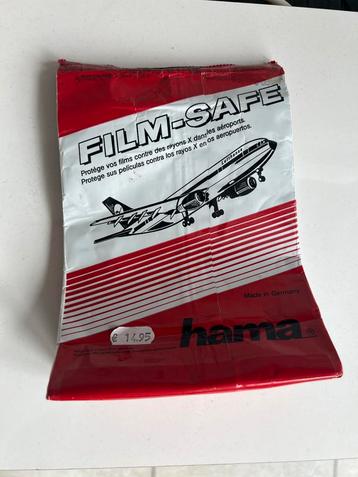 FILM-SAFE
Protège vos films contre des rayons X dans les aéroports.
Protege sus películas contra los rayos X en os aeropuertos.
Made in Germany
hama®
€ 14.95